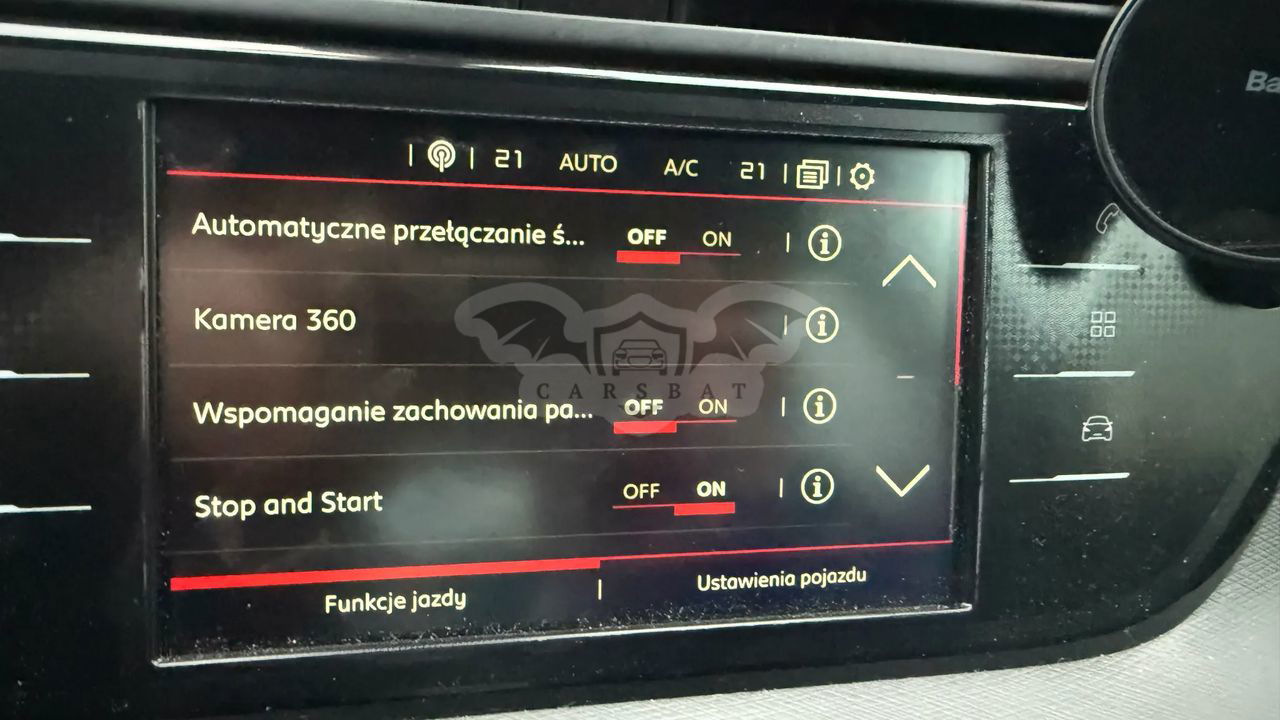 21 AUTO A/C 21
Automatyczne przełączanie ś... OFF ON
Kamera 360
CARSBAT
Wspomaganie zachowania pa... OFF ON
Stop and Start OFF ON
Funkcje jazdy Ustawienia pojazdu
Ba